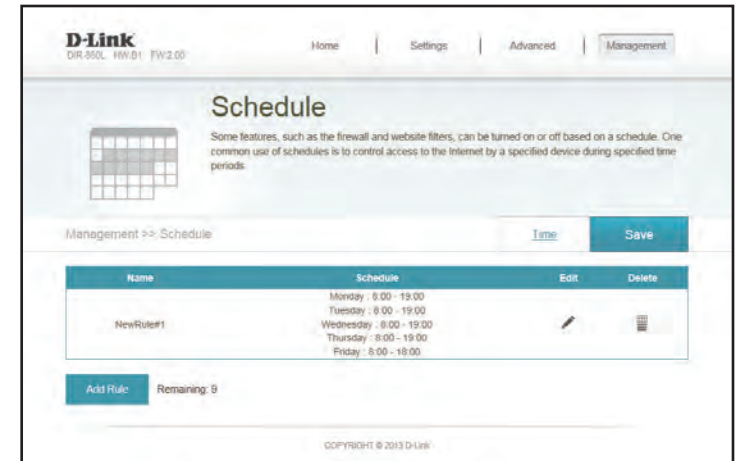 D-Link
DIR-860L HW:B1 FW:2.00
Home | Settings | Advanced | Management
Schedule
Some features, such as the firewall and website filters, can be turned on or off based on a schedule. One
common use of schedules is to control access to the Internet by a specified device during specified time
periods.
Management >> Schedule
Time
Save
Name Schedule Edit Delete
Monday : 8:00 - 19:00
Tuesday : 8:00 - 19:00
NewRule#1 Wednesday : 8:00 - 19:00
Thursday : 8:00 - 19:00
Friday : 8:00 - 18:00
Add Rule Remaining: 9
COPYRIGHT © 2013 D-Link